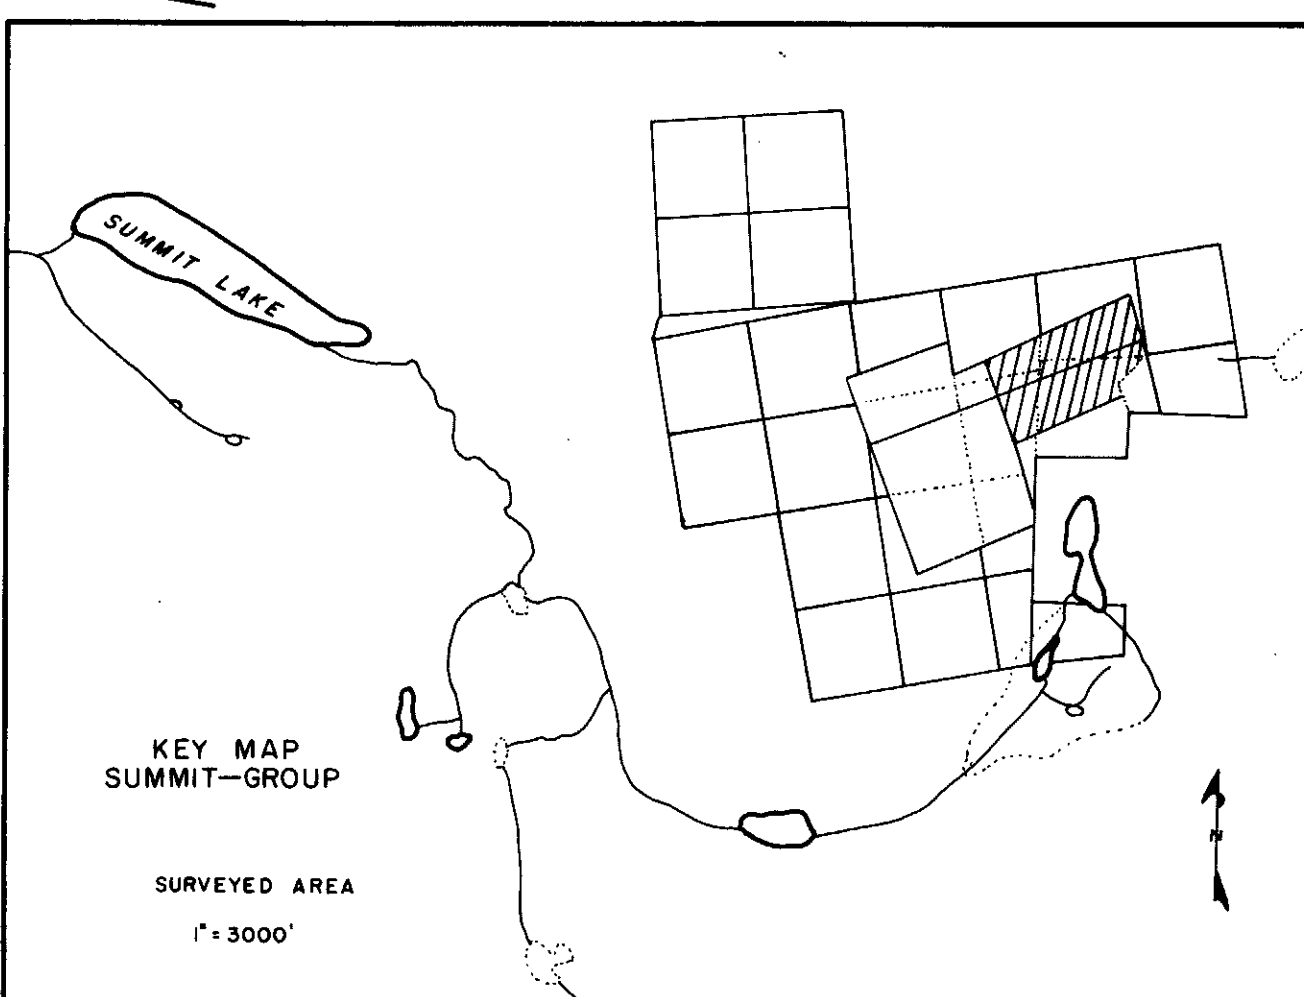 SUMMIT LAKE
KEY MAP
SUMMIT-GROUP
SURVEYED AREA
1" = 3000'
N